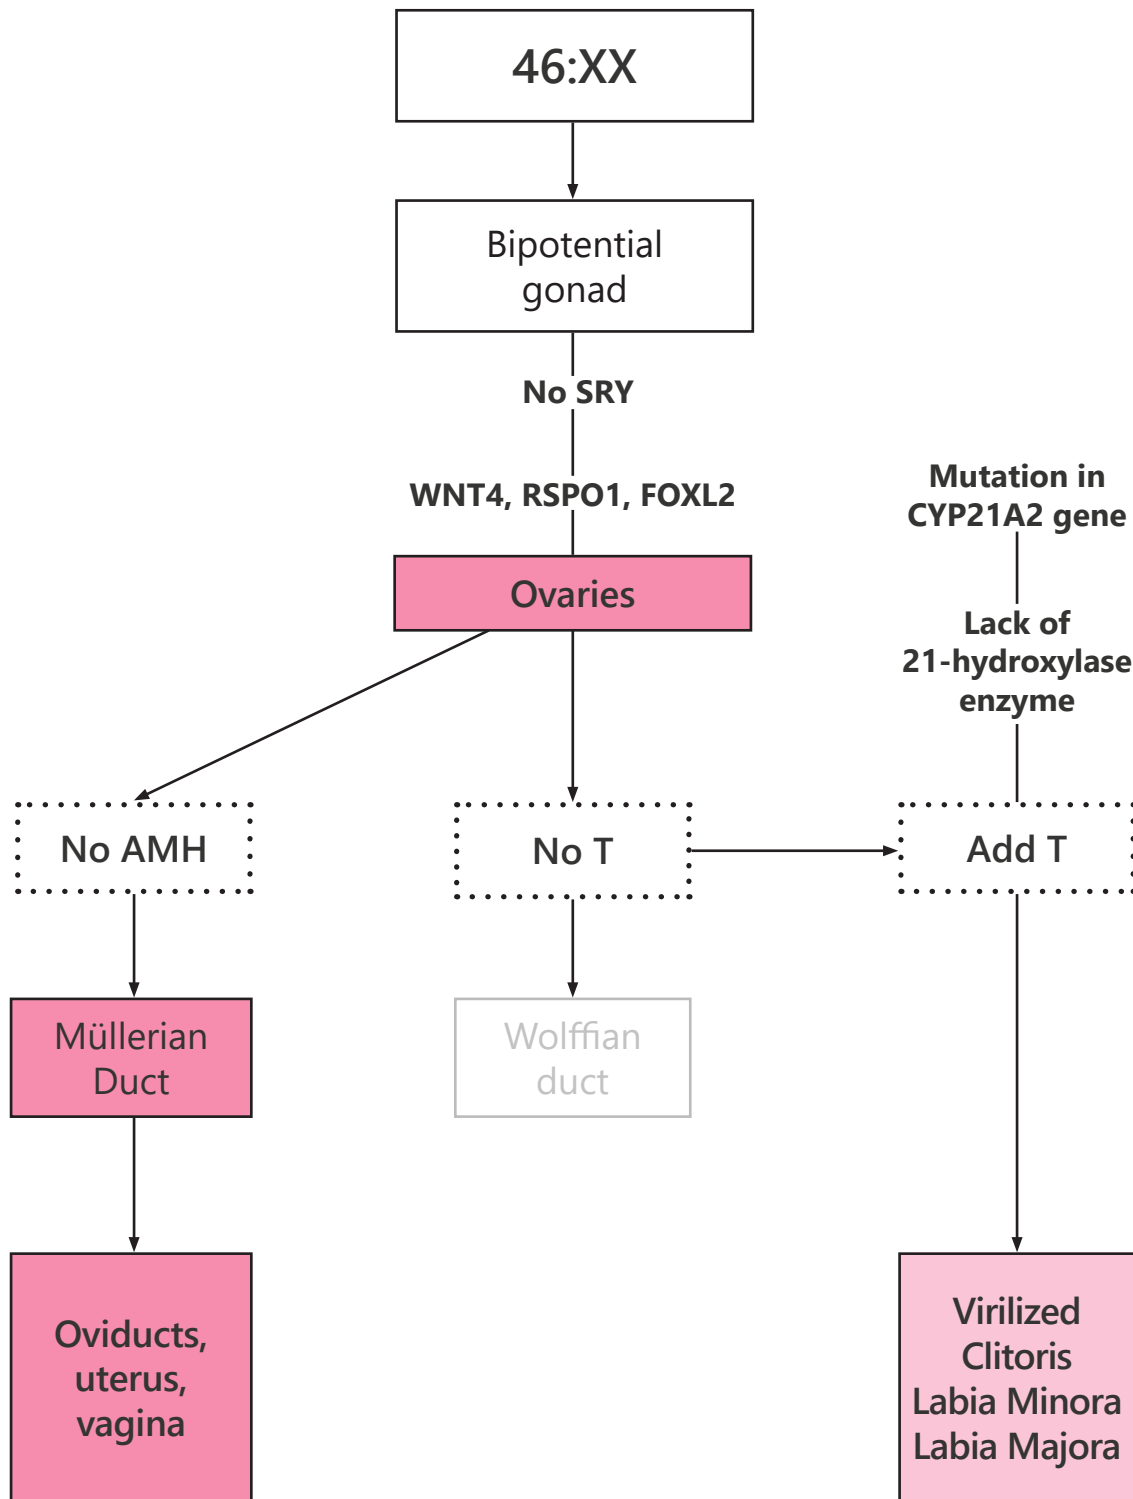 46:XX
Bipotential
gonad
No SRY
WNT4, RSPO1, FOXL2
Mutation in
CYP21A2 gene
Ovaries
Lack of
21-hydroxylase
enzyme
No AMH
No T
Add T
Müllerian
Duct
Wolffian
duct
Oviducts,
uterus,
vagina
Virilized
Clitoris
Labia Minora
Labia Majora